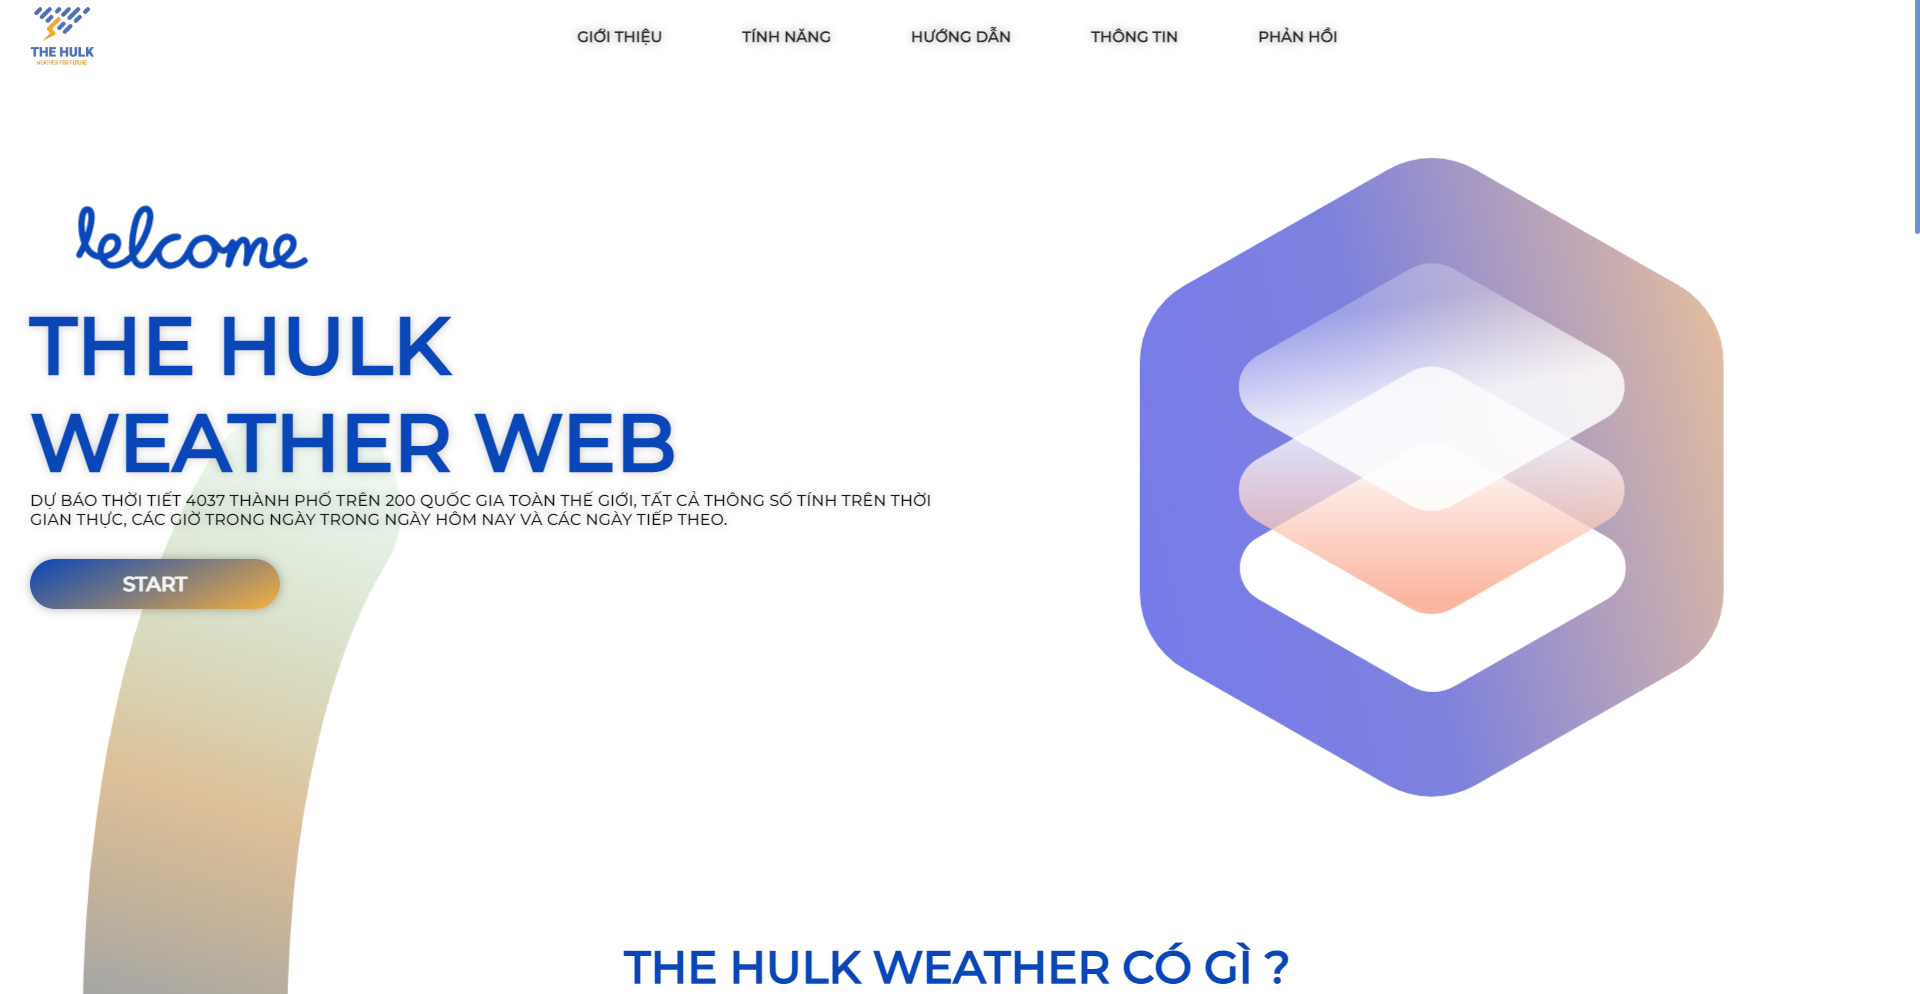 THE HULK
WEATHER FOR FUTURE
GIỚI THIỆU
TÍNH NĂNG
HƯỚNG DẪN
THÔNG TIN
PHẢN HỒI
lelcome
THE HULK
WEATHER WEB
DỰ BÁO THỜI TIẾT 4037 THÀNH PHỐ TRÊN 200 QUỐC GIA TOÀN THẾ GIỚI, TẤT CẢ THÔNG SỐ TÍNH TRÊN THỜI
GIAN THỰC, CÁC GIỜ TRONG NGÀY TRONG NGÀY HÔM NAY VÀ CÁC NGÀY TIẾP THEO.
START
THE HULK WEATHER CÓ GÌ ?